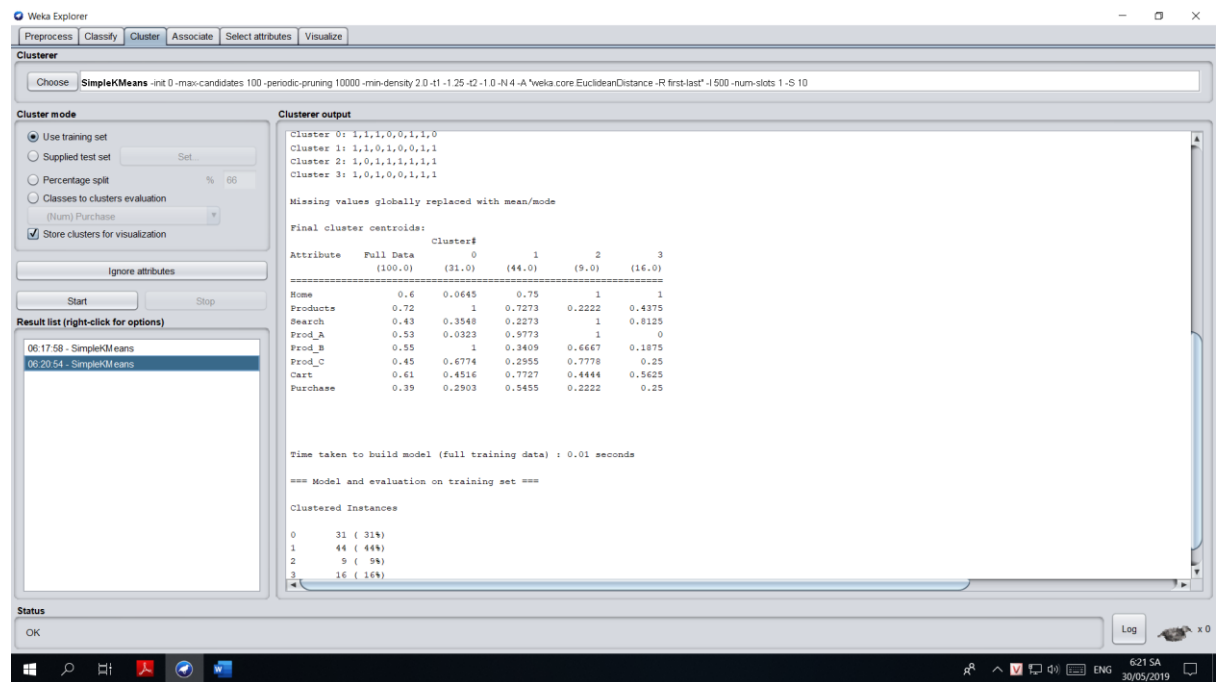 Weka Explorer
Preprocess Classify Cluster Associate Select attributes Visualize
Clusterer
Choose SimpleKMeans -init 0 -max-candidates 100 -periodic-pruning 10000 -min-density 2.0 -t1 -1.25 -t2 -1.0 -N 4 -A "weka.core.EuclideanDistance -R first-last" -I 500 -num-slots 1 -S 10
Cluster mode
Use training set
Supplied test set Set...
Percentage split % 66
Classes to clusters evaluation
(Num) Purchase
Store clusters for visualization
Ignore attributes
Start Stop
Result list (right-click for options)
06:17:58 - SimpleKMeans
06:20:54 - SimpleKMeans
Clusterer output
Cluster 0: 1,1,1,0,0,1,1,0
Cluster 1: 1,1,0,1,0,0,1,1
Cluster 2: 1,0,1,1,1,1,1,1
Cluster 3: 1,0,1,0,0,1,1,1
Missing values globally replaced with mean/mode
Final cluster centroids:
Cluster#
Attribute Full Data 0 1 2 3
(100.0) (31.0) (44.0) (9.0) (16.0)
==================================================================
Home 0.6 0.0645 0.75 1 1
Products 0.72 1 0.7273 0.2222 0.4375
Search 0.43 0.3548 0.2273 1 0.8125
Prod_A 0.53 0.0323 0.9773 1 0
Prod_B 0.55 1 0.3409 0.6667 0.1875
Prod_C 0.45 0.6774 0.2955 0.7778 0.25
Cart 0.61 0.4516 0.7727 0.4444 0.5625
Purchase 0.39 0.2903 0.5455 0.2222 0.25
Time taken to build model (full training data) : 0.01 seconds
=== Model and evaluation on training set ===
Clustered Instances
0 31 ( 31%)
1 44 ( 44%)
2 9 ( 9%)
3 16 ( 16%)
Status
OK
Log x 0
ENG 6:21 SA
30/05/2019